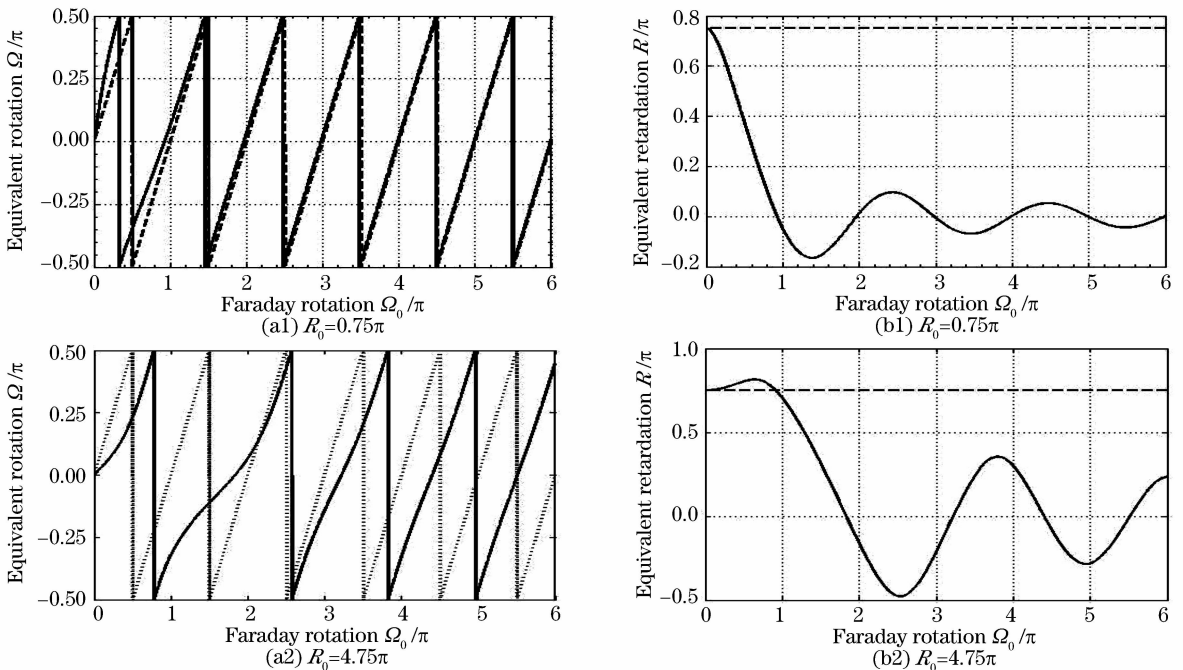 Equivalent rotation Ω/π
0.50
0.25
0.00
−0.25
−0.50
0 1 2 3 4 5 6
Faraday rotation Ω₀/π
(a1) R₀=0.75π
Equivalent retardation R/π
0.8
0.6
0.4
0.2
0.0
−0.2
0 1 2 3 4 5 6
Faraday rotation Ω₀/π
(b1) R₀=0.75π
Equivalent rotation Ω/π
0.50
0.25
0.00
−0.25
−0.50
0 1 2 3 4 5 6
Faraday rotation Ω₀/π
(a2) R₀=4.75π
Equivalent retardation R/π
1.0
0.5
0.0
−0.5
0 1 2 3 4 5 6
Faraday rotation Ω₀/π
(b2) R₀=4.75π